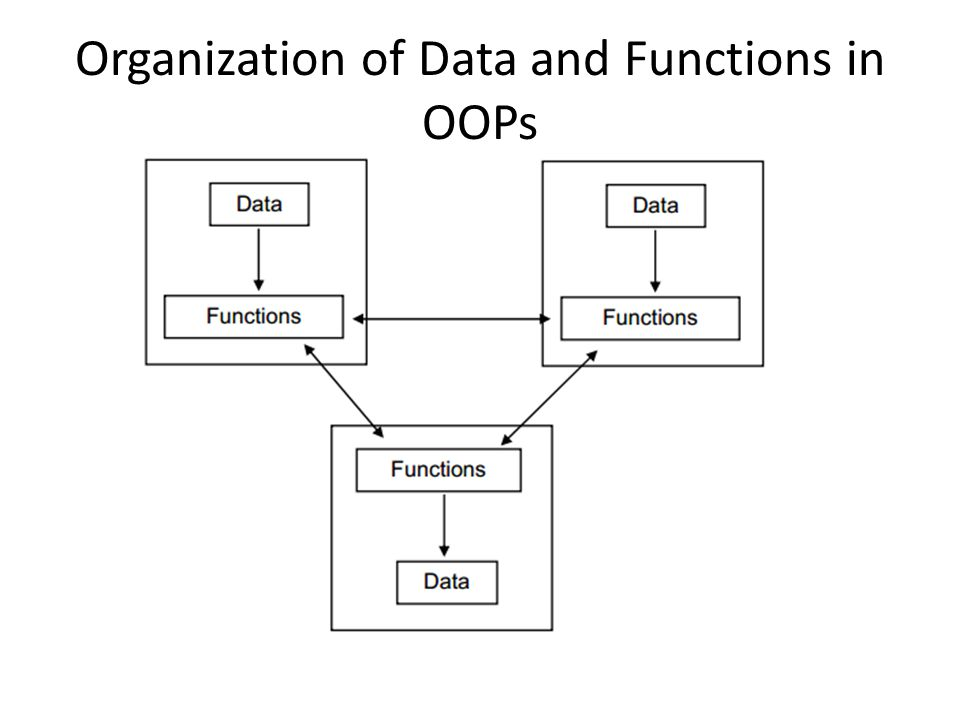 Organization of Data and Functions in
OOPs
Data
Data
Functions
Functions
Functions
Data